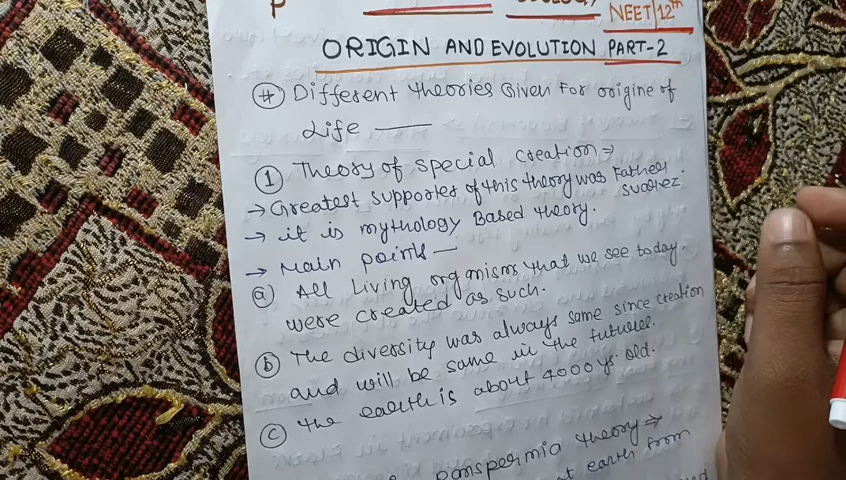 NEET/12th
ORIGIN AND EVOLUTION PART-2
# Different theories Given For origine of
Life —
① Theory of special creation ⇒
→ Greatest supporter of this theory was Father
suarez.
→ it is mythology Based theory.
→ Main points —
ⓐ All Living organisms that we see today.
were created as such.
ⓑ The diversity was always same since creation
and will be same in the future.
ⓒ the earth is about 4000 ys. old.
panspermia theory ⇒
earth from